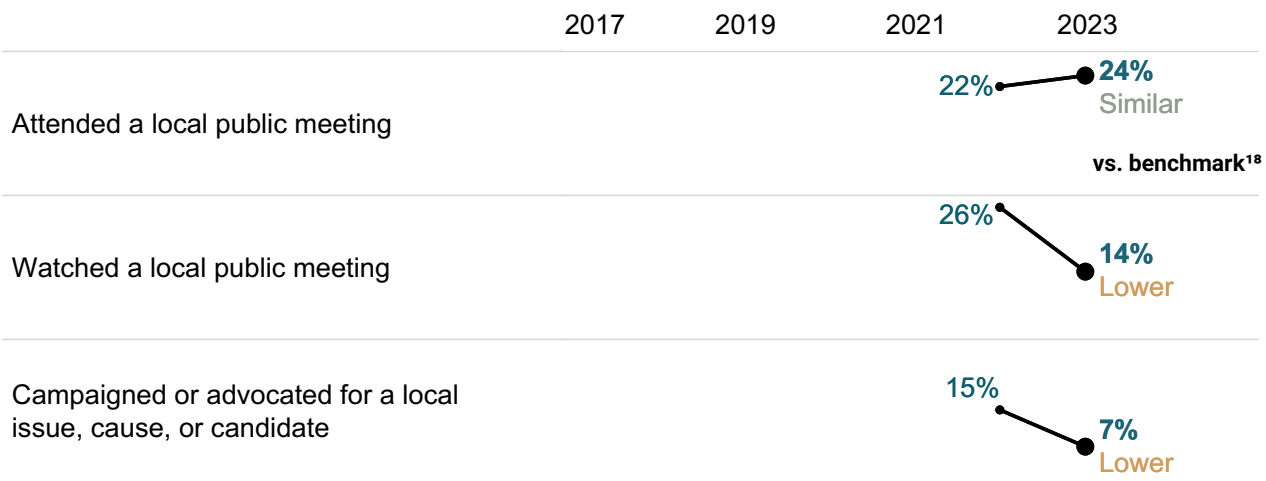 2017 2019 2021 2023
22% 24%
Similar
Attended a local public meeting
vs. benchmark¹⁸
26%
14%
Watched a local public meeting
Lower
15%
Campaigned or advocated for a local
issue, cause, or candidate
7%
Lower